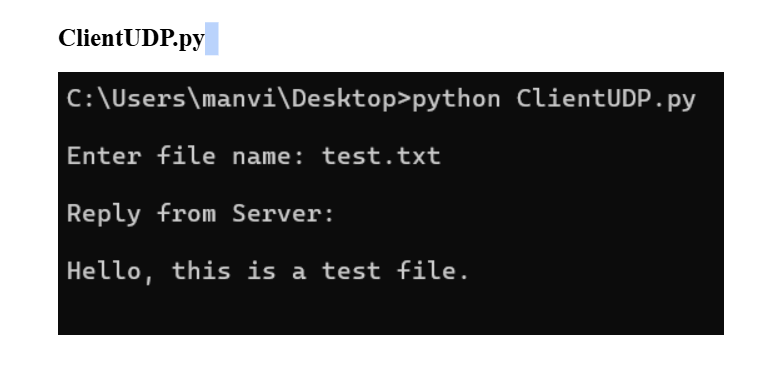 ClientUDP.py
C:\Users\manvi\Desktop>python ClientUDP.py
Enter file name: test.txt
Reply from Server:
Hello, this is a test file.